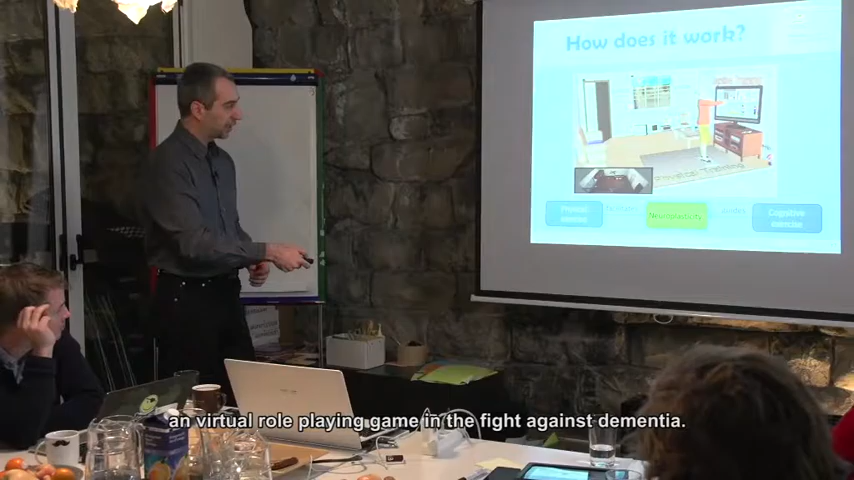 How does it work?
Physical exercise
Neuroplasticity
Guides
Cognitive exercise
an virtual role playing game in the fight against dementia.